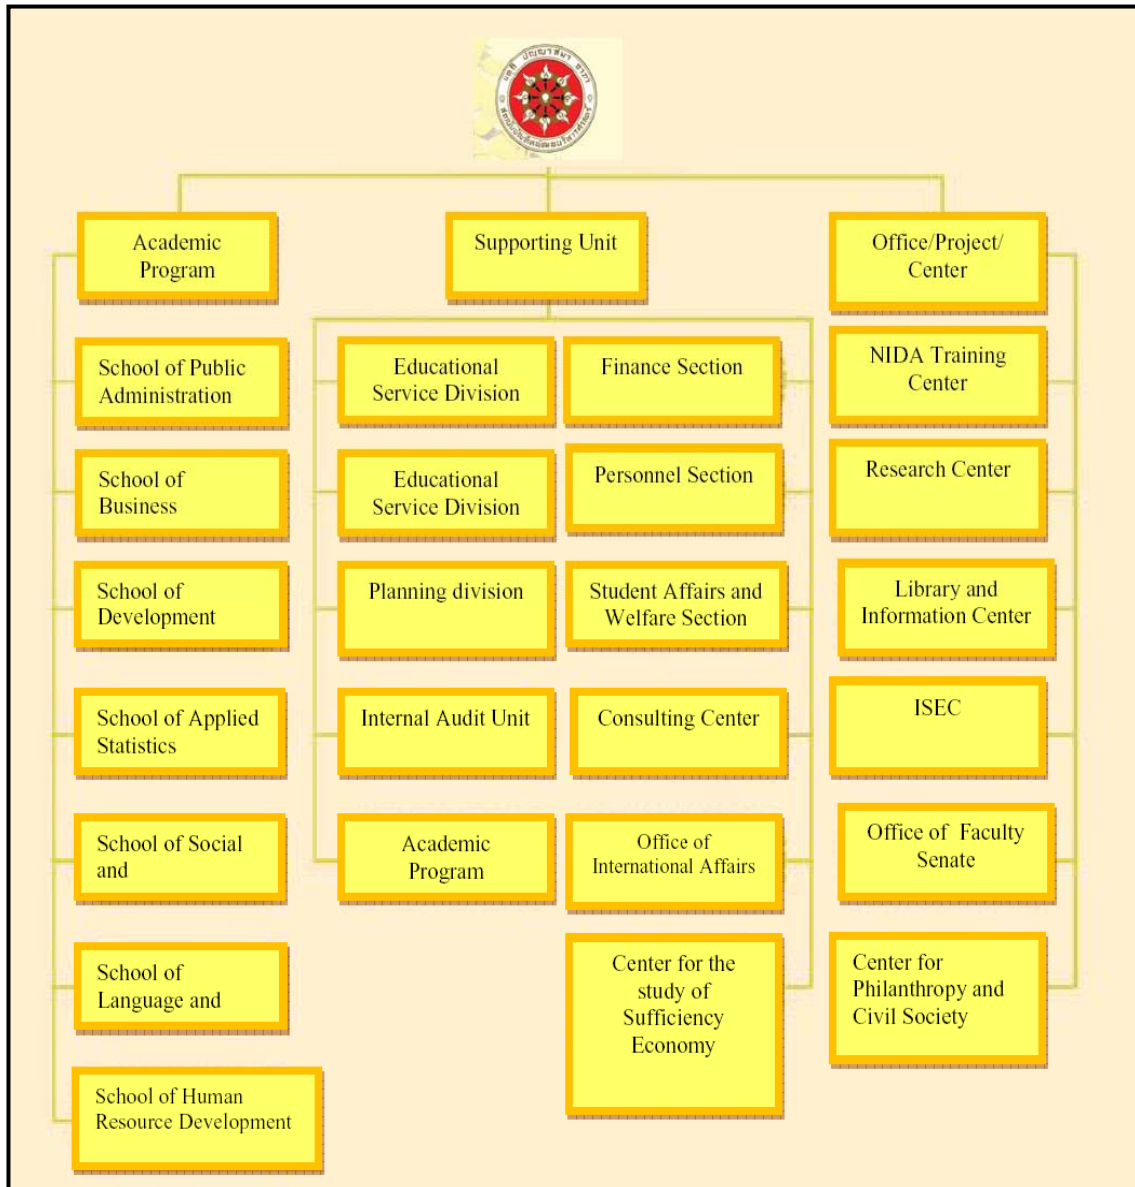 Academic
Program
School of Public
Administration
School of
Business
School of
Development
School of Applied
Statistics
School of Social
and
School of
Language and
School of Human
Resource Development
Supporting Unit
Educational
Service Division
Educational
Service Division
Planning division
Internal Audit Unit
Academic
Program
Finance Section
Personnel Section
Student Affairs and
Welfare Section
Consulting Center
Office of
International Affairs
Center for the
study of
Sufficiency
Economy
Office/Project/
Center
NIDA Training
Center
Research Center
Library and
Information Center
ISEC
Office of Faculty
Senate
Center for
Philanthropy and
Civil Society